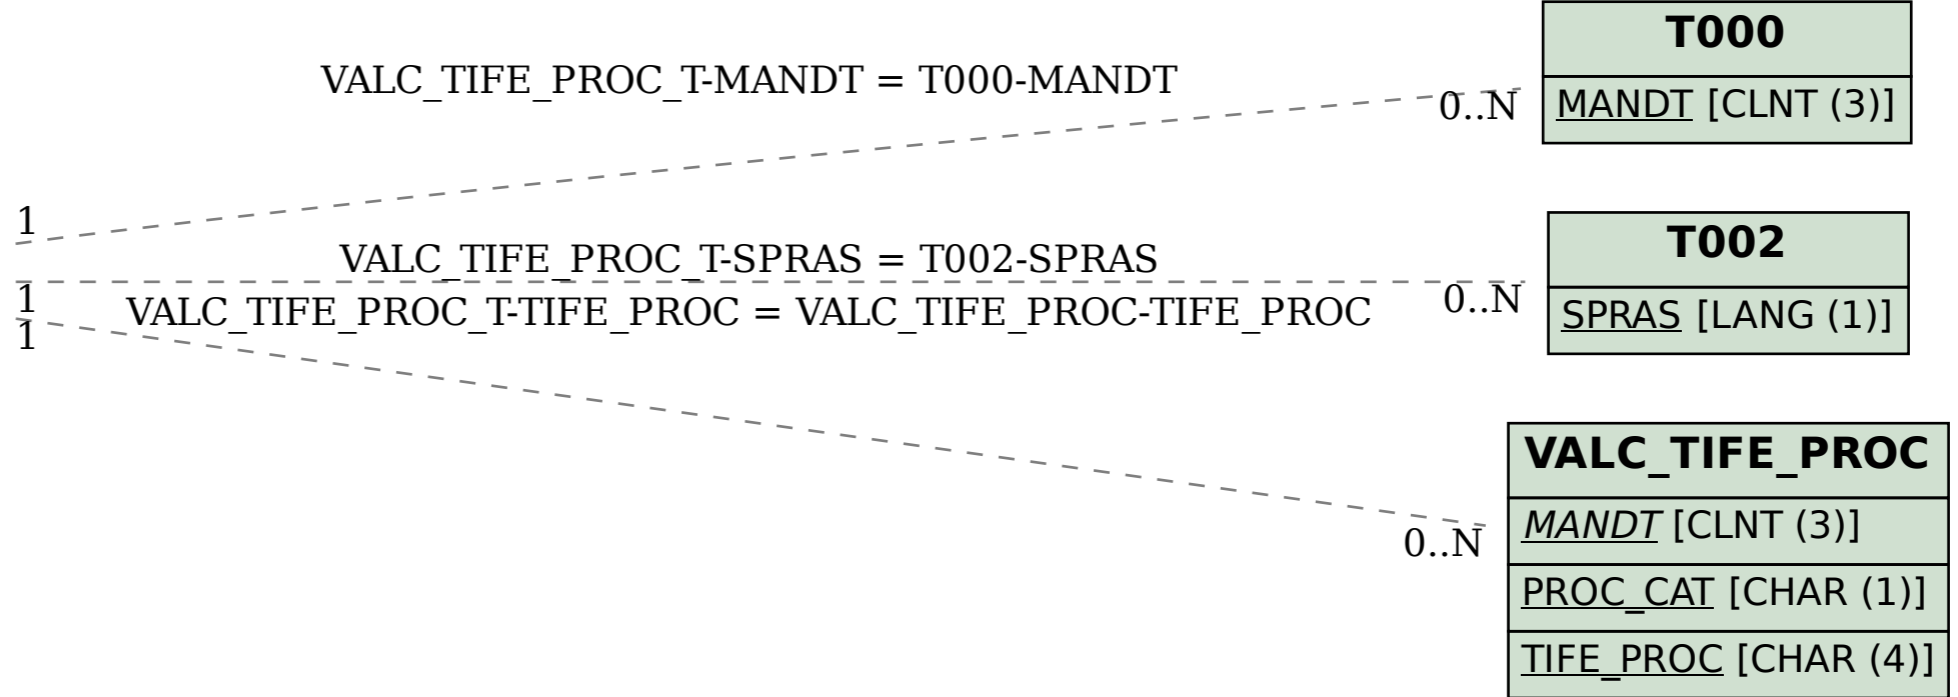 T000
VALC_TIFE_PROC_T-MANDT = T000-MANDT
0..N
MANDT [CLNT (3)]
1
T002
VALC_TIFE_PROC_T-SPRAS = T002-SPRAS
1
0..N
VALC_TIFE_PROC_T-TIFE_PROC = VALC_TIFE_PROC-TIFE_PROC
SPRAS [LANG (1)]
1
VALC_TIFE_PROC
MANDT [CLNT (3)]
0..N
PROC_CAT [CHAR (1)]
TIFE_PROC [CHAR (4)]